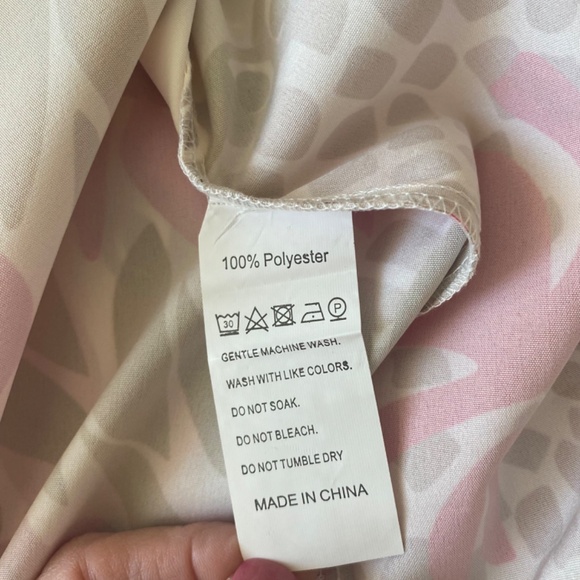 100% Polyester
30 P
GENTLE MACHINE WASH.
WASH WITH LIKE COLORS.
DO NOT SOAK.
DO NOT BLEACH.
DO NOT TUMBLE DRY
MADE IN CHINA